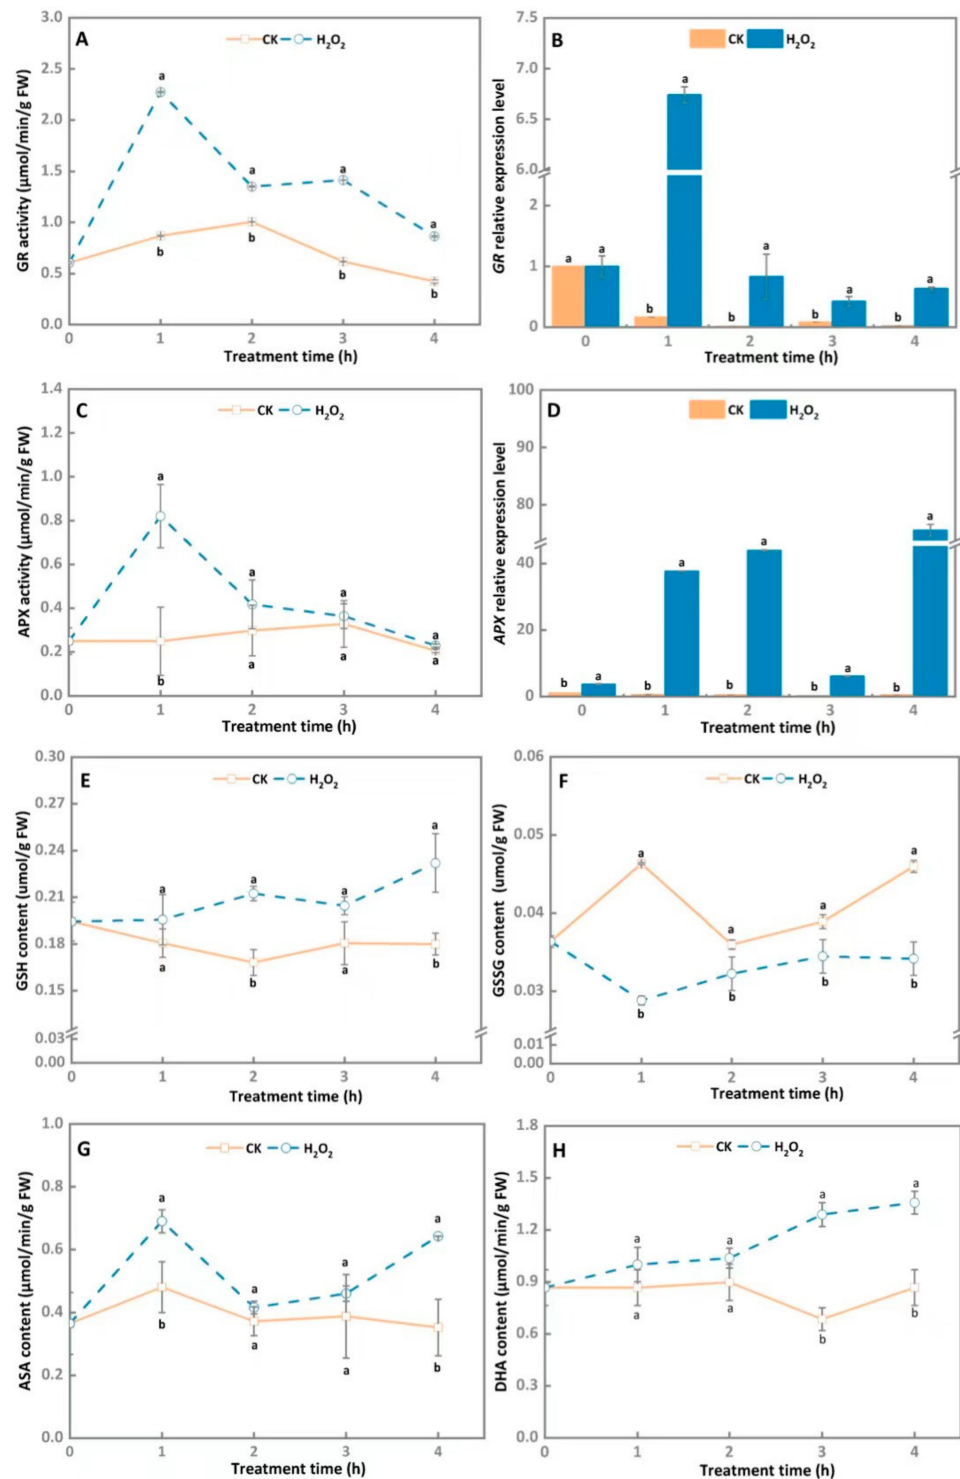 A
CK H₂O₂
GR activity (μmol/min/g FW)
3.0
2.5
2.0
1.5
1.0
0.5
0.0
a
a
a
a
b
b
b
b
0 1 2 3 4
Treatment time (h)
B
CK H₂O₂
GR relative expression level
7.5
7.0
6.5
6.0
2
1
0
a a
b a
b a
b a
b a
0 1 2 3 4
Treatment time (h)
C
CK H₂O₂
APX activity (μmol/min/g FW)
1.4
1.2
1.0
0.8
0.6
0.4
0.2
0.0
a
a
a
a
b
a
a
a
0 1 2 3 4
Treatment time (h)
D
CK H₂O₂
APX relative expression level
100
90
80
70
40
20
0
b a
b a
b a
b a
b a
0 1 2 3 4
Treatment time (h)
E
CK H₂O₂
GSH content (umol/g FW)
0.30
0.27
0.24
0.21
0.18
0.15
0.03
0.00
a
a
a
a
a
b
a
b
0 1 2 3 4
Treatment time (h)
F
CK H₂O₂
GSSG content (umol/g FW)
0.06
0.05
0.04
0.03
0.01
0.00
a
a
a
a
b
b
b
b
0 1 2 3 4
Treatment time (h)
G
CK H₂O₂
ASA content (μmol/min/g FW)
1.0
0.8
0.6
0.4
0.2
0.0
a
a
a
a
b
a
a
b
0 1 2 3 4
Treatment time (h)
H
CK H₂O₂
DHA content (μmol/min/g FW)
1.8
1.5
1.2
0.9
0.6
0.3
0.0
a
a
a
a
a
a
b
b
0 1 2 3 4
Treatment time (h)